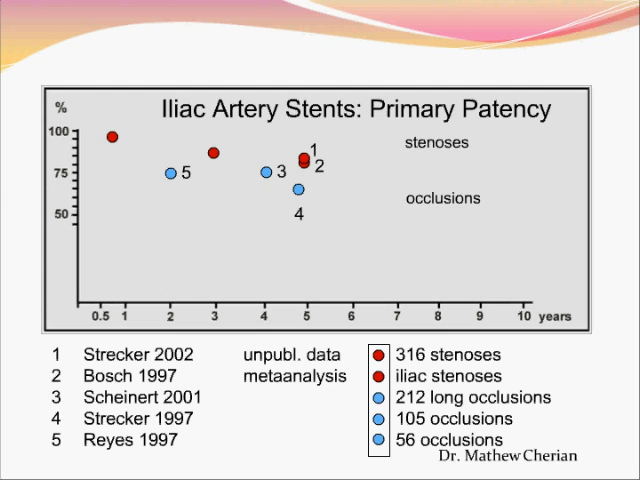 % Iliac Artery Stents: Primary Patency
100
75
50
1
2
3
4
5
stenoses
occlusions
0.5 1 2 3 4 5 6 7 8 9 10 years
1 Strecker 2002 unpubl. data 316 stenoses
2 Bosch 1997 metaanalysis iliac stenoses
3 Scheinert 2001 212 long occlusions
4 Strecker 1997 105 occlusions
5 Reyes 1997 56 occlusions
Dr. Mathew Cherian